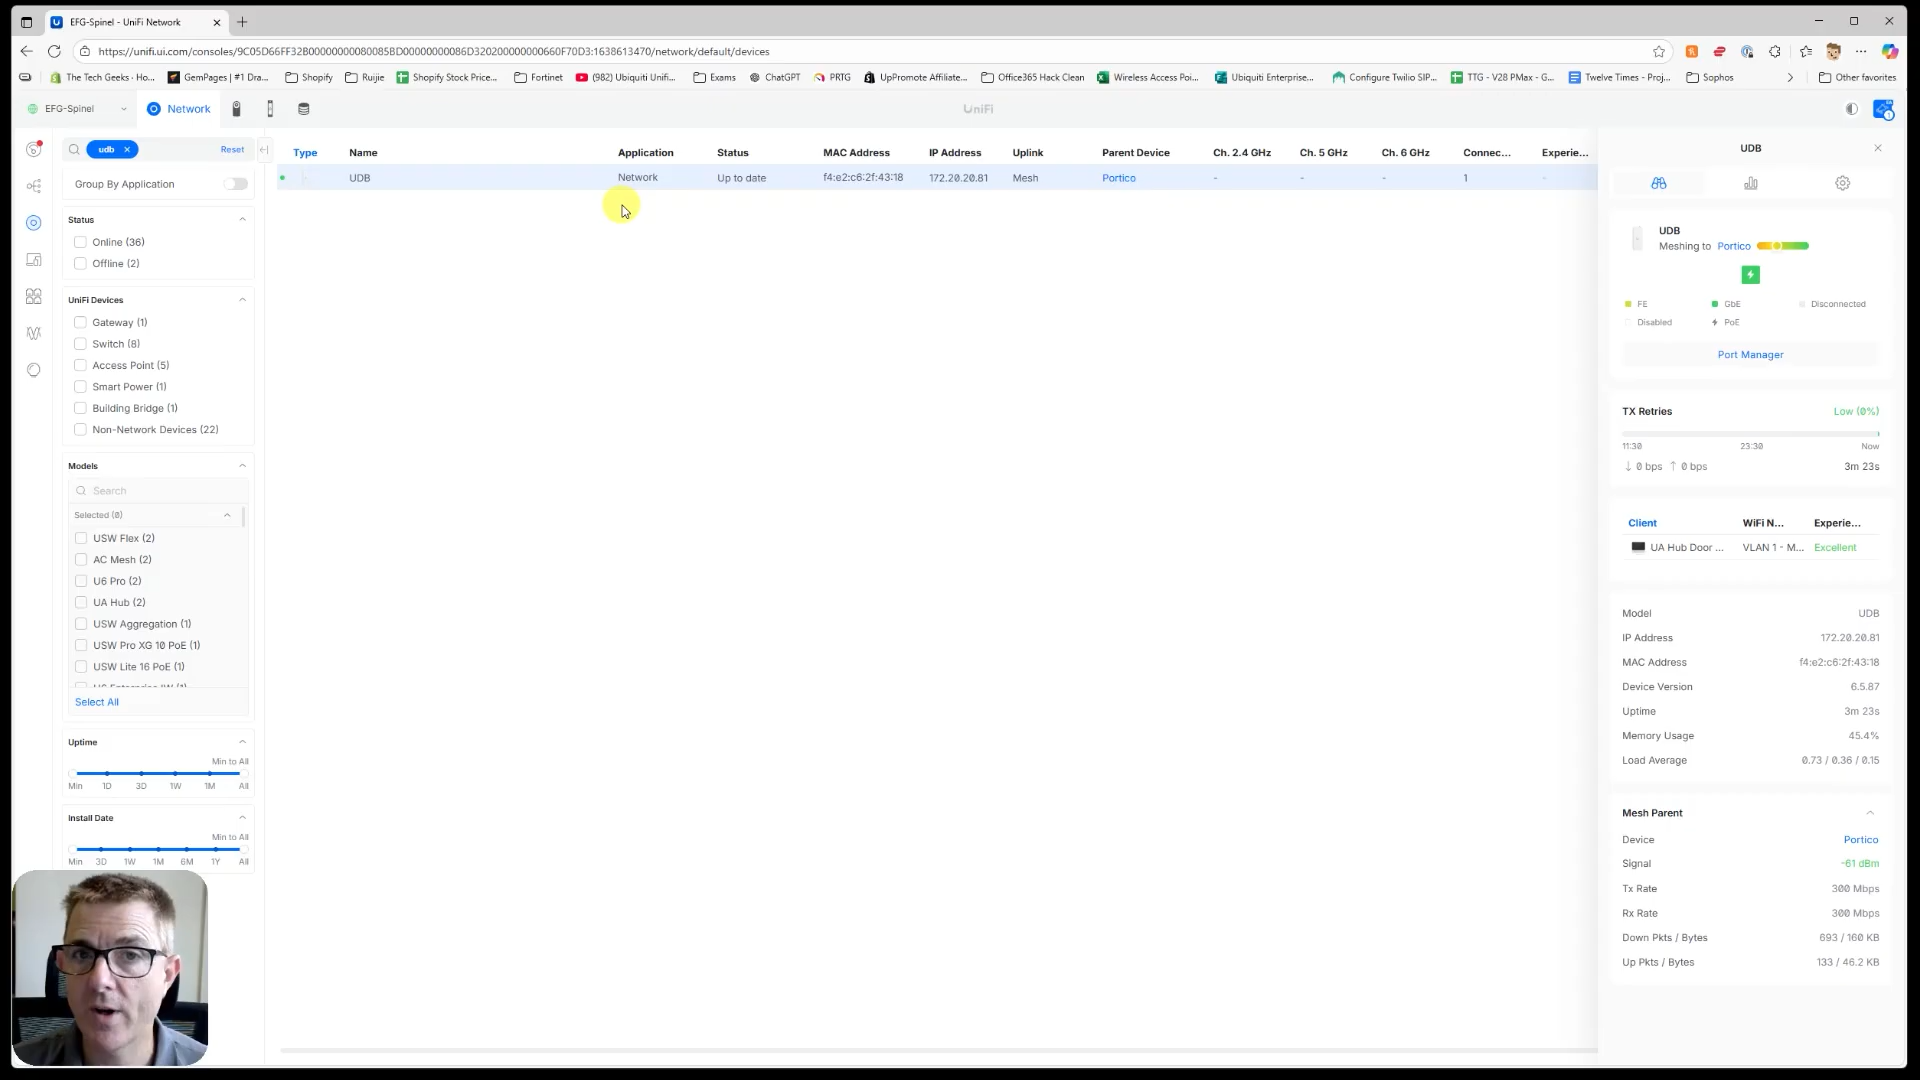 EFG-Spinel - UniFi Network
https://unifi.ui.com/consoles/9C05D66FF32B00000000080085BD00000000086D320200000000660F70D3:1638613470/network/default/devices
The Tech Geeks - Ho...
GemPages | #1 Dra...
Shopify
Ruijie
Shopify Stock Price...
Fortinet
(982) Ubiquiti Unifi...
Exams
ChatGPT
PRTG
UpPromote Affiliate...
Office365 Hack Clean
Wireless Access Poi...
Ubiquiti Enterprise...
Configure Twilio SIP...
TTG - V28 PMax - G...
Twelve Times - Proj...
Sophos
Other favorites
EFG-Spinel
Network
UniFi
udb
Reset
Group By Application
Status
Online (36)
Offline (2)
UniFi Devices
Gateway (1)
Switch (8)
Access Point (5)
Smart Power (1)
Building Bridge (1)
Non-Network Devices (22)
Models
Search
Selected (0)
USW Flex (2)
AC Mesh (2)
U6 Pro (2)
UA Hub (2)
USW Aggregation (1)
USW Pro XG 10 PoE (1)
USW Lite 16 PoE (1)
Select All
Uptime
Min to All
Min 1D 3D 1W 1M All
Install Date
Min to All
Min 3D 1W 1M 6M 1Y All
Type Name Application Status MAC Address IP Address Uplink Parent Device Ch. 2.4 GHz Ch. 5 GHz Ch. 6 GHz Connec... Experie...
UDB Network Up to date f4:e2:c6:2f:43:18 172.20.20.81 Mesh Portico - - - 1 -
UDB
UDB
Meshing to Portico
FE GbE Disconnected
Disabled PoE
Port Manager
TX Retries Low (0%)
11:30 23:30 Now
↓ 0 bps ↑ 0 bps 3m 23s
Client WiFi N... Experie...
UA Hub Door ... VLAN 1 - M... Excellent
Model UDB
IP Address 172.20.20.81
MAC Address f4:e2:c6:2f:43:18
Device Version 6.5.87
Uptime 3m 23s
Memory Usage 45.4%
Load Average 0.73 / 0.36 / 0.15
Mesh Parent
Device Portico
Signal -61 dBm
Tx Rate 300 Mbps
Rx Rate 300 Mbps
Down Pkts / Bytes 693 / 160 KB
Up Pkts / Bytes 133 / 46.2 KB